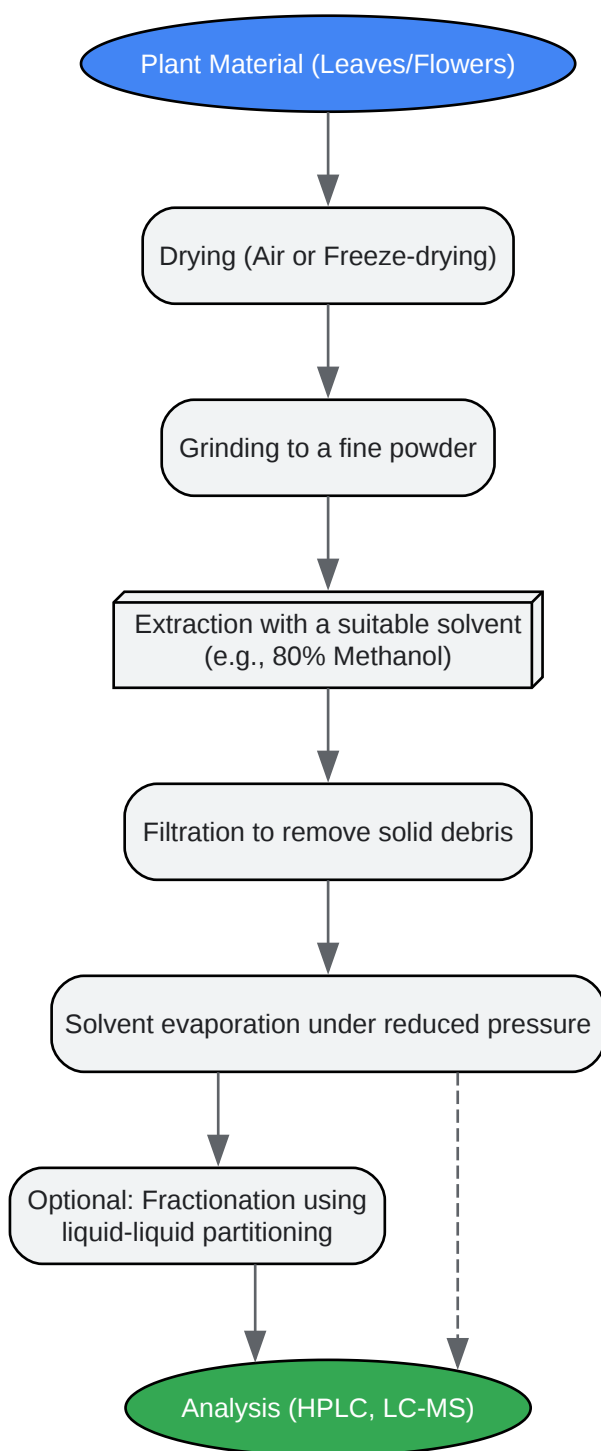 Plant Material (Leaves/Flowers)
Drying (Air or Freeze-drying)
Grinding to a fine powder
Extraction with a suitable solvent
(e.g., 80% Methanol)
Filtration to remove solid debris
Solvent evaporation under reduced pressure
Optional: Fractionation using
liquid-liquid partitioning
Analysis (HPLC, LC-MS)